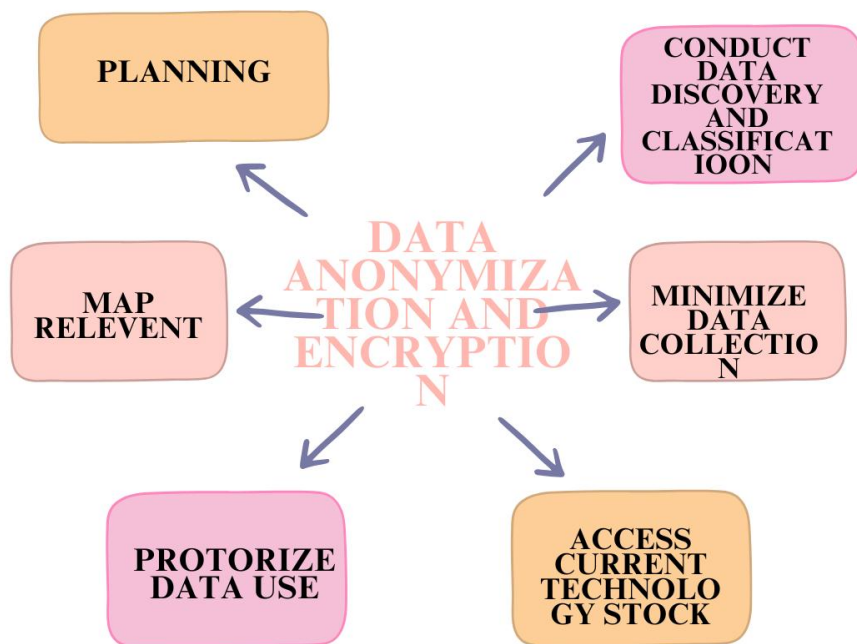 PLANNING
CONDUCT
DATA
DISCOVERY
AND
CLASSIFICAT
IOON
DATA
ANONYMIZA
TION AND
ENCRYPTIO
N
MAP
RELEVENT
MINIMIZE
DATA
COLLECTIO
N
PROTORIZE
DATA USE
ACCESS
CURRENT
TECHNOLO
GY STOCK